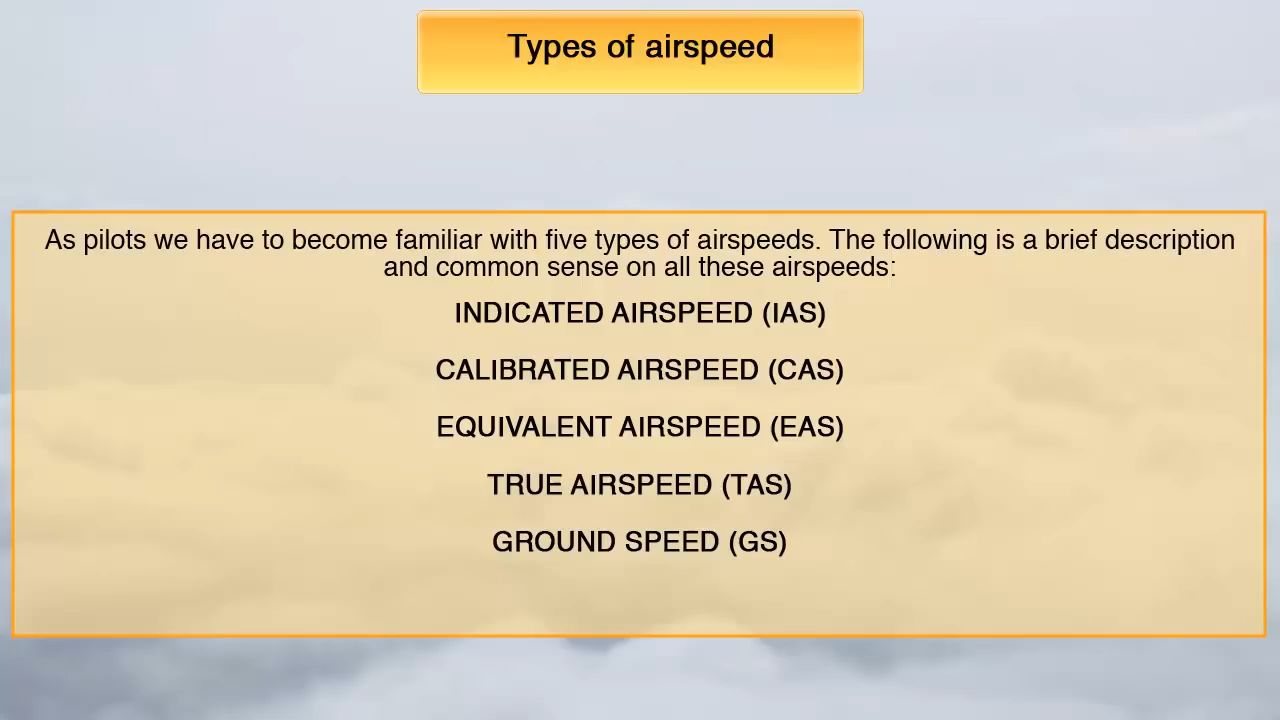 Types of airspeed
As pilots we have to become familiar with five types of airspeeds. The following is a brief description
and common sense on all these airspeeds:
INDICATED AIRSPEED (IAS)
CALIBRATED AIRSPEED (CAS)
EQUIVALENT AIRSPEED (EAS)
TRUE AIRSPEED (TAS)
GROUND SPEED (GS)